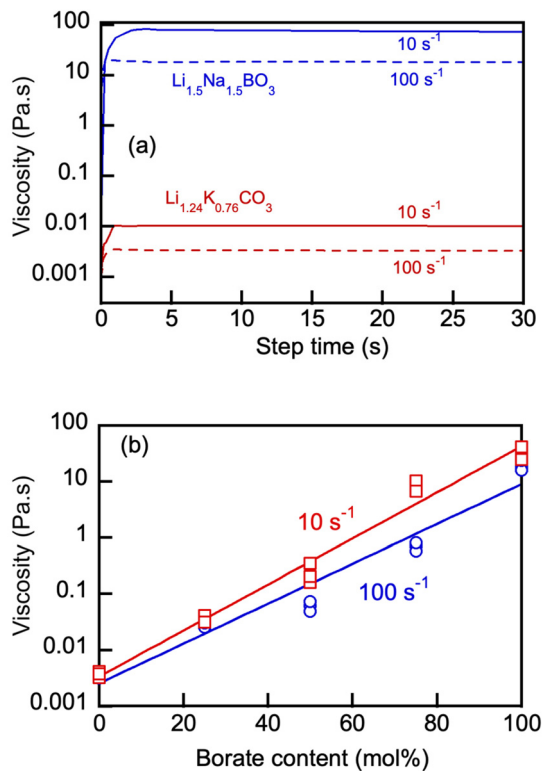 100
10
1
0.1
0.01
0.001
Viscosity (Pa.s)
(a)
10 s-1
Li1.5Na1.5BO3
100 s-1
Li1.24K0.76CO3
10 s-1
100 s-1
0 5 10 15 20 25 30
Step time (s)
100
10
1
0.1
0.01
0.001
Viscosity (Pa.s)
(b)
10 s-1
100 s-1
0 20 40 60 80 100
Borate content (mol%)